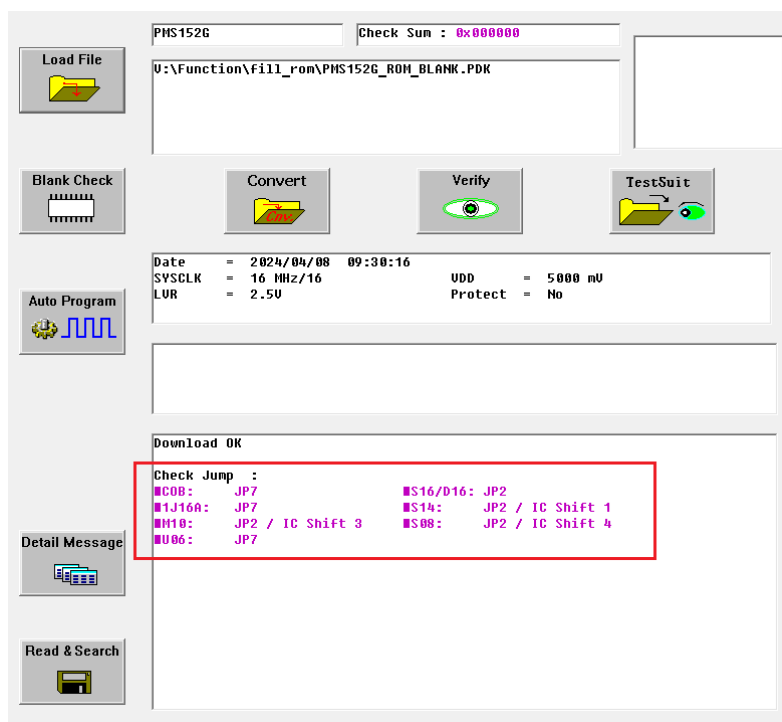 PMS152G
Check Sum : 0x000000
Load File
V:\Function\fill_rom\PMS152G_ROM_BLANK.PDK
Blank Check
Convert
Cnv.
Verify
TestSuit
Date = 2024/04/08 09:30:16
SYSCLK = 16 MHz/16 VDD = 5000 mV
LVR = 2.5V Protect = No
Auto Program
Download OK
Check Jump :
■COB: JP7 ■S16/D16: JP2
■1J16A: JP7 ■S14: JP2 / IC Shift 1
■M10: JP2 / IC Shift 3 ■S08: JP2 / IC Shift 4
■U06: JP7
Detail Message
Read & Search